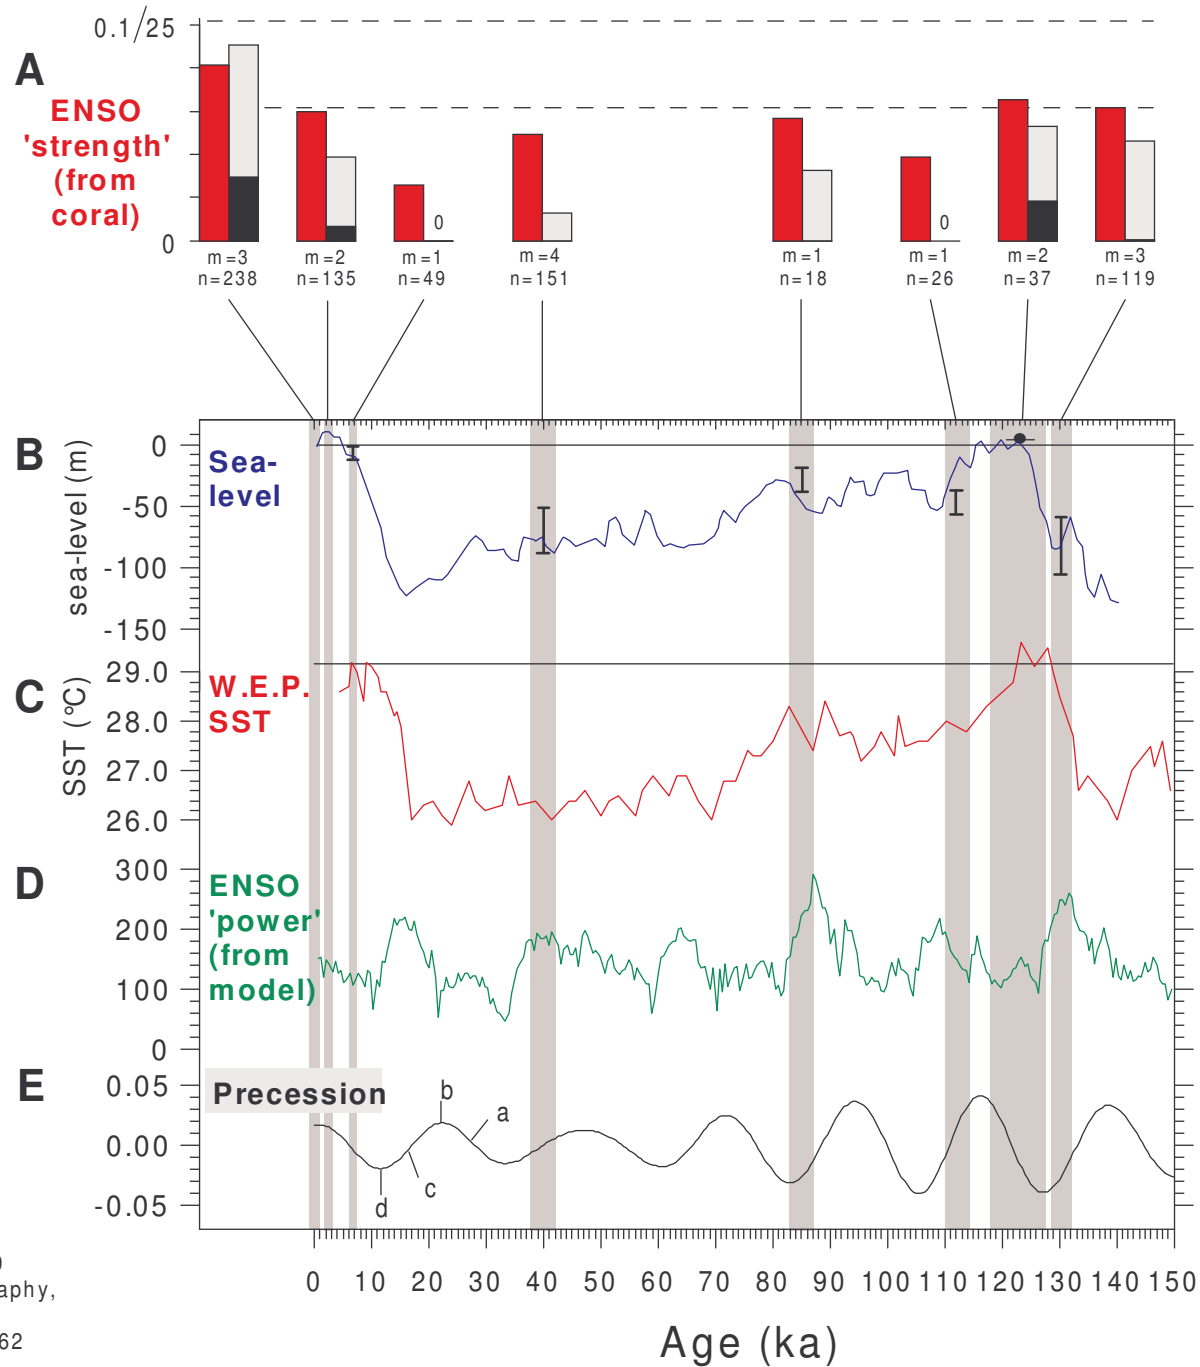 0.1/25
A
ENSO
'strength'
(from
coral)
0
0
0
m=3
n=238
m=2
n=135
m=1
n=49
m=4
n=151
m=1
n=18
m=1
n=26
m=2
n=37
m=3
n=119
B
sea-level (m)
0
-50
-100
-150
Sea-
level
C
SST (°C)
29.0
28.0
27.0
26.0
W.E.P.
SST
D
300
200
100
0
ENSO
'power'
(from
model)
E
0.05
0.00
-0.05
Precession
b
a
c
d
0 10 20 30 40 50 60 70 80 90 100 110 120 130 140 150
Age (ka)
)
aphy,
62